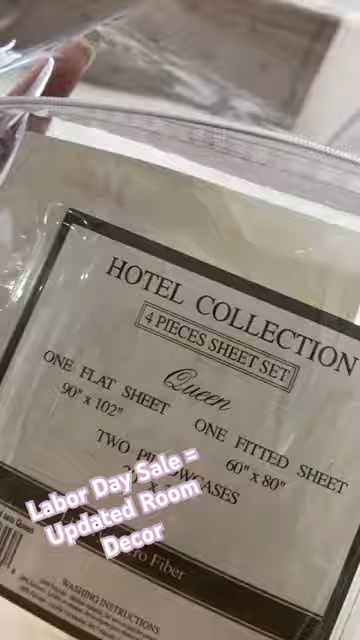 HOTEL COLLECTION
4 PIECES SHEET SET
Queen
ONE FLAT SHEET
90" x 102"
ONE FITTED SHEET
60" x 80"
TWO
Labor Day Sale =
Updated Room
Decor
Fiber
WASHING INSTRUCTIONS